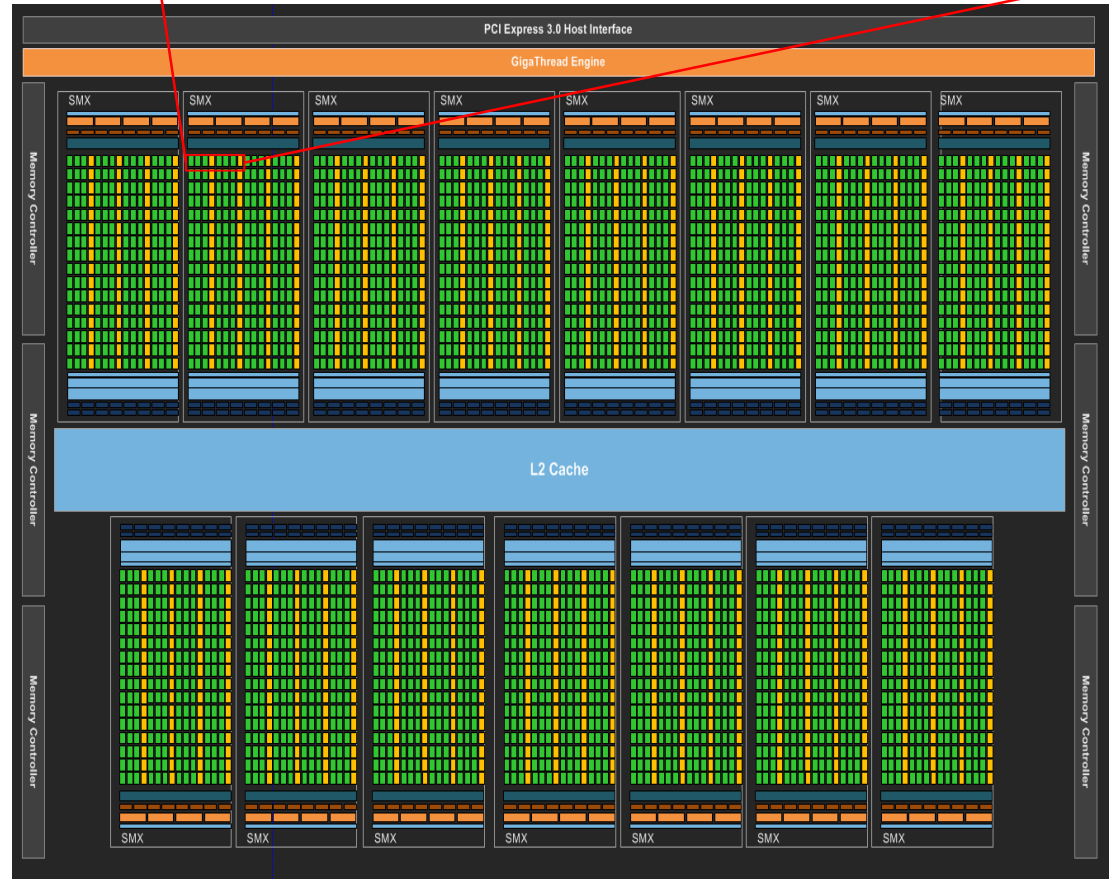 PCI Express 3.0 Host Interface
GigaThread Engine
SMX SMX SMX SMX SMX SMX SMX SMX
Memory Controller
Memory Controller
Memory Controller
L2 Cache
Memory Controller
Memory Controller
Memory Controller
SMX SMX SMX SMX SMX SMX SMX